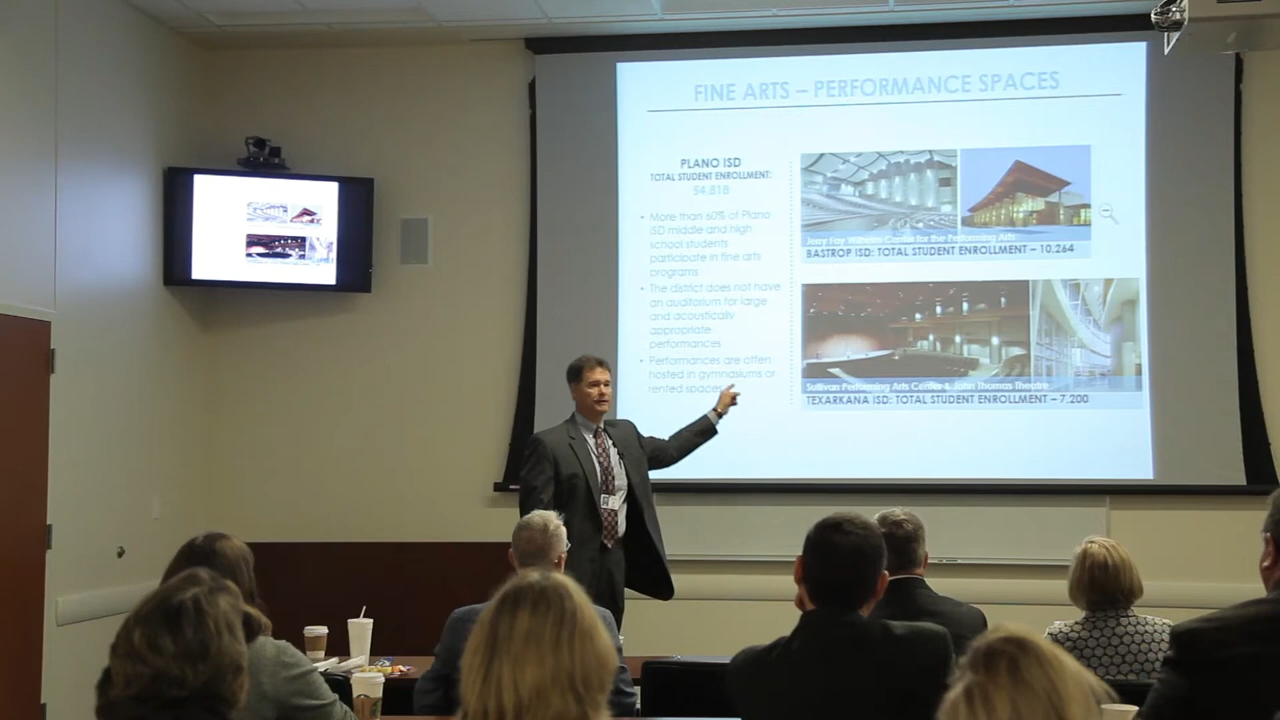 FINE ARTS – PERFORMANCE SPACES
PLANO ISD
TOTAL STUDENT ENROLLMENT:
54,818
• More than 60% of Plano
ISD middle and high
school students
participate in fine arts
programs
• The district does not have
an auditorium for large
and acoustically
appropriate
performances
• Performances are often
hosted in gymnasiums or
rented spaces
Jerry Fay Wilhelm Center for the Performing Arts
BASTROP ISD: TOTAL STUDENT ENROLLMENT – 10,264
Sullivan Performing Arts Center & John Thomas Theatre
TEXARKANA ISD: TOTAL STUDENT ENROLLMENT – 7,200